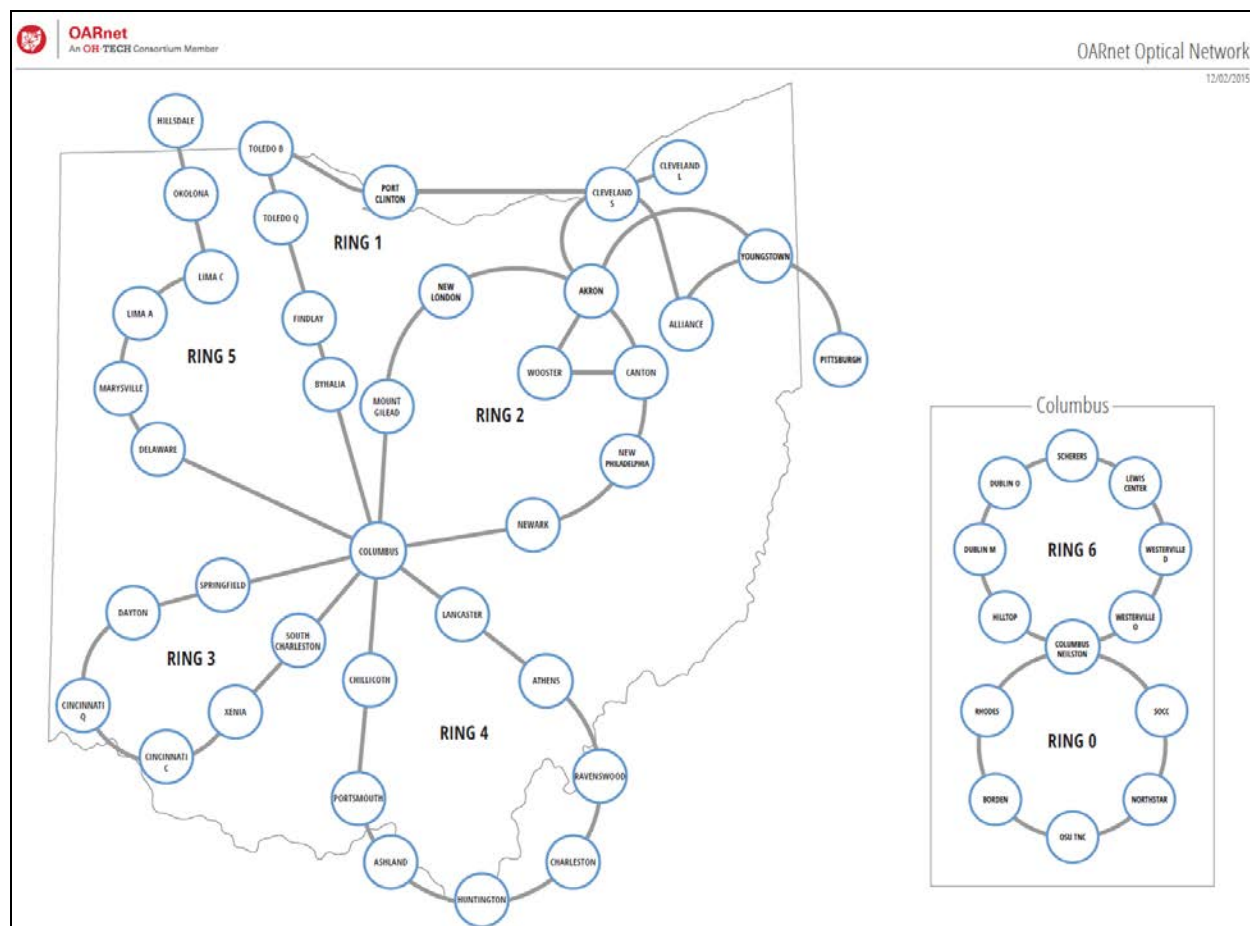 OARnet
An OH·TECH Consortium Member
OARnet Optical Network
12/02/2015
HILLSDALE
TOLEDO B
OKOLONA
PORT
CLINTON
CLEVELAND
S
CLEVELAND
L
TOLEDO Q
RING 1
YOUNGSTOWN
LIMA C
NEW
LONDON
AKRON
LIMA A
FINDLAY
ALLIANCE
RING 5
PITTSBURGH
MARYSVILLE
BYHALIA
WOOSTER
CANTON
MOUNT
GILEAD
RING 2
DELAWARE
NEW
PHILADELPHIA
NEWARK
COLUMBUS
SPRINGFIELD
DAYTON
LANCASTER
SOUTH
CHARLESTON
RING 3
CHILLICOTH
ATHENS
CINCINNATI
Q
XENIA
RING 4
CINCINNATI
C
RAVENSWOOD
PORTSMOUTH
ASHLAND
CHARLESTON
HUNTINGTON
Columbus
SCHERERS
DUBLIN O
LEWIS
CENTER
DUBLIN M
RING 6
WESTERVILLE
D
HILLTOP
WESTERVILLE
O
COLUMBUS
NEILSTON
RHODES
SOCC
RING 0
BORDEN
NORTHSTAR
OSU TNC